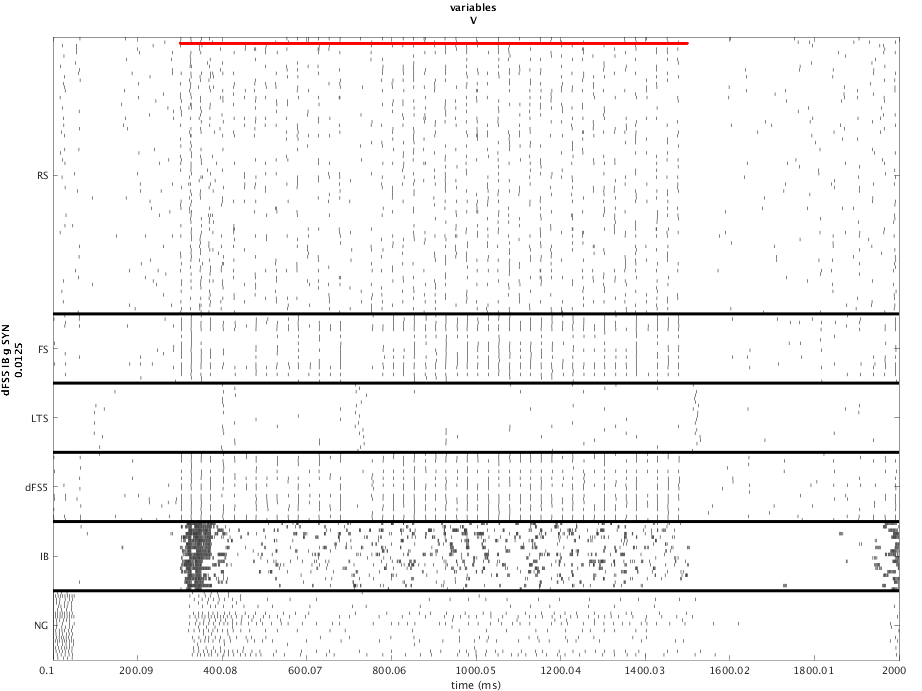 variables
V
RS
FS
LTS
dFS5
IB
NG
dFS5 IB g SYN
0.0125
0.1
200.09
400.08
600.07
800.06
1000.05
1200.04
1400.03
1600.02
1800.01
2000
time (ms)